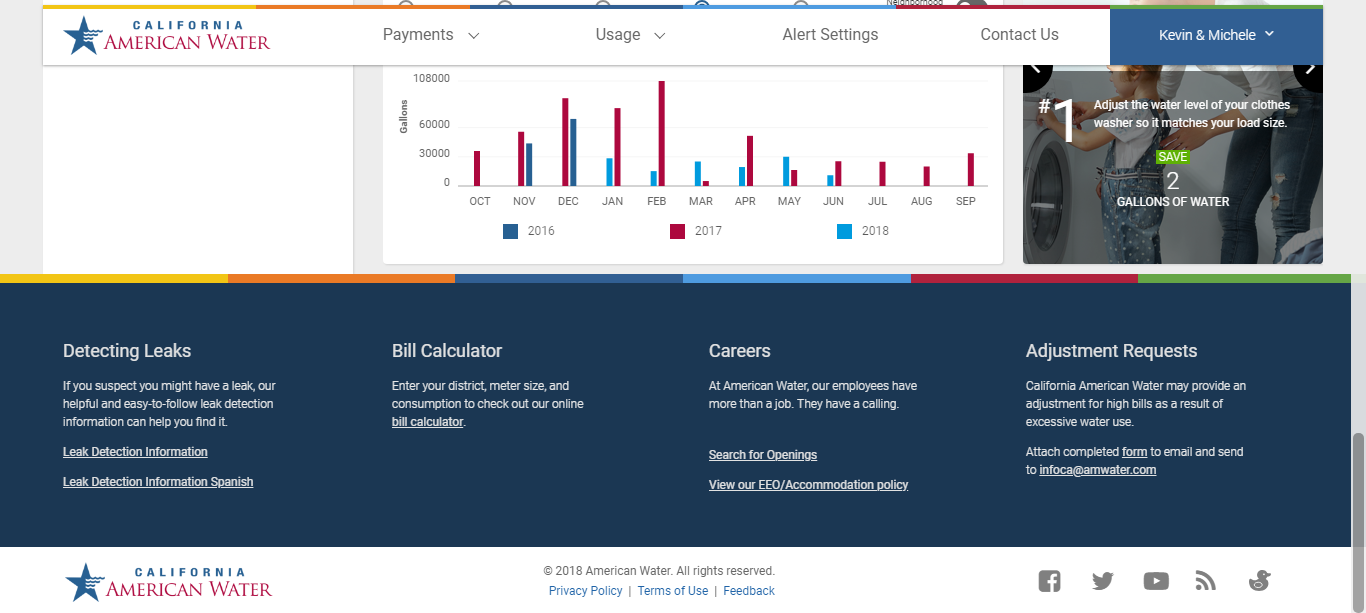 Neighborhood
CALIFORNIA
AMERICAN WATER
Payments
Usage
Alert Settings
Contact Us
Kevin & Michele
108000
60000
30000
0
Gallons
OCT NOV DEC JAN FEB MAR APR MAY JUN JUL AUG SEP
2016
2017
2018
#1
Adjust the water level of your clothes
washer so it matches your load size.
SAVE
2
GALLONS OF WATER
Detecting Leaks
If you suspect you might have a leak, our
helpful and easy-to-follow leak detection
information can help you find it.
Leak Detection Information
Leak Detection Information Spanish
Bill Calculator
Enter your district, meter size, and
consumption to check out our online
bill calculator.
Careers
At American Water, our employees have
more than a job. They have a calling.
Search for Openings
View our EEO/Accommodation policy
Adjustment Requests
California American Water may provide an
adjustment for high bills as a result of
excessive water use.
Attach completed form to email and send
to infoca@amwater.com
CALIFORNIA
AMERICAN WATER
© 2018 American Water. All rights reserved.
Privacy Policy | Terms of Use | Feedback